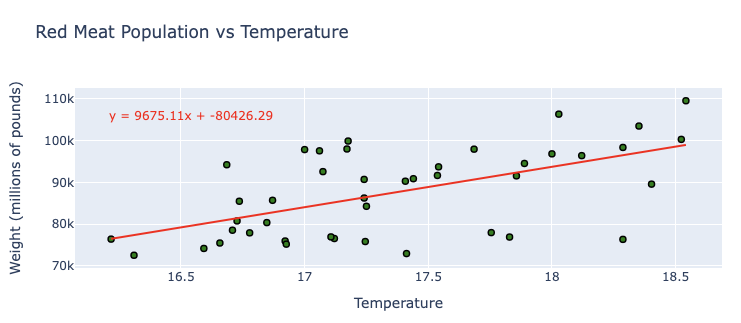 Red Meat Population vs Temperature
y = 9675.11x + -80426.29
Weight (millions of pounds)
110k
100k
90k
80k
70k
16.5
17
17.5
18
18.5
Temperature